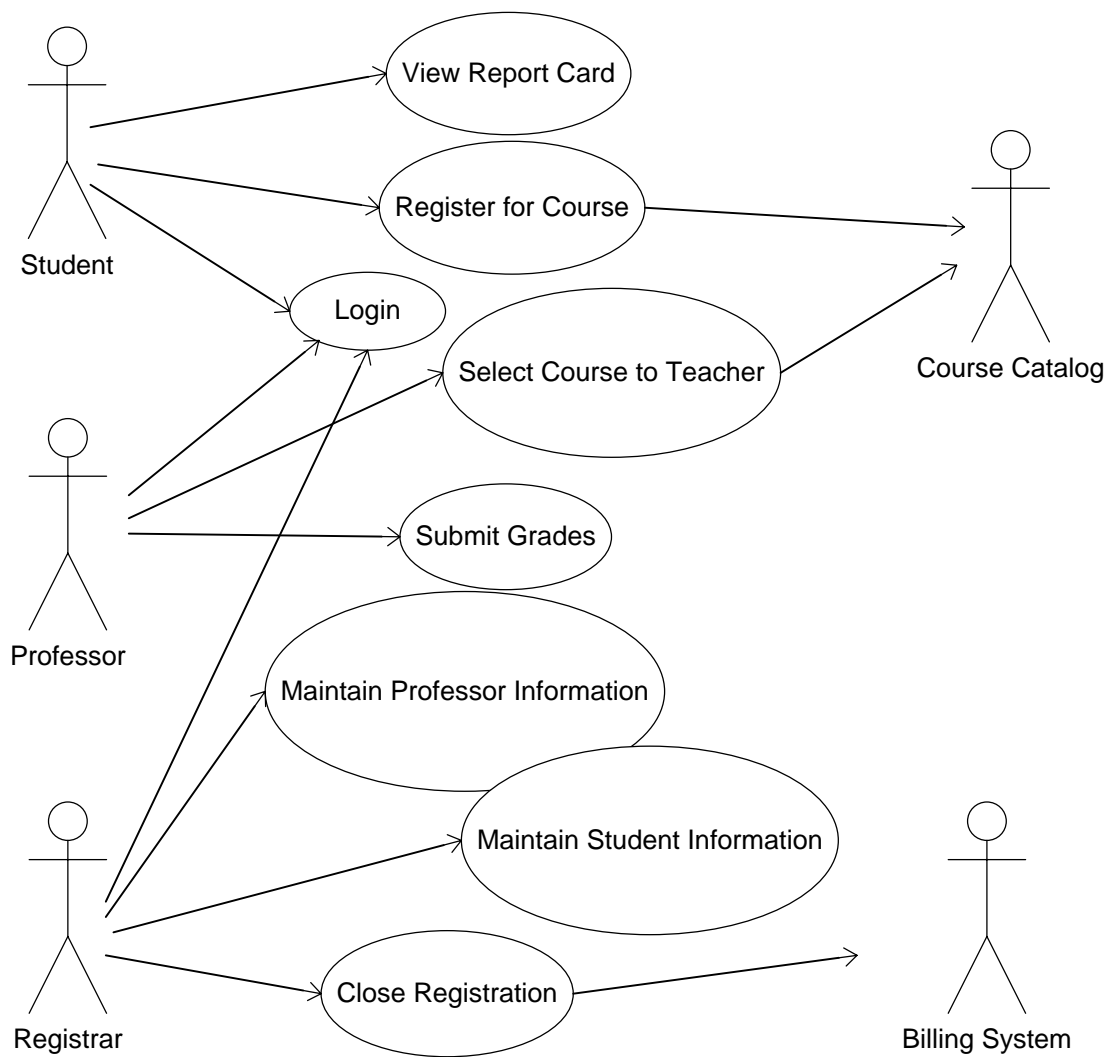 View Report Card
Register for Course
Student
Login
Select Course to Teacher
Course Catalog
Submit Grades
Professor
Maintain Professor Information
Maintain Student Information
Close Registration
Registrar
Billing System